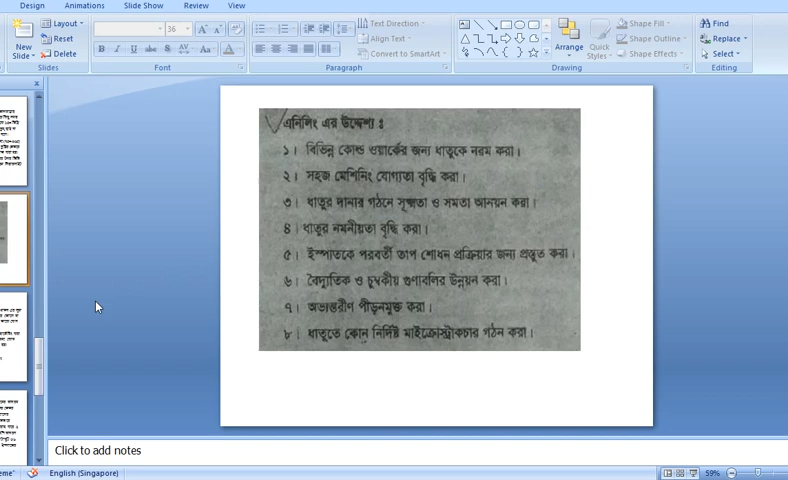 Design Animations Slide Show Review View
Layout
Reset
Delete
New
Slide
Slides
36
Font
Text Direction
Align Text
Convert to SmartArt
Paragraph
Arrange
Quick
Styles
Shape Fill
Shape Outline
Shape Effects
Drawing
Find
Replace
Select
Editing
এনিলিং এর উদ্দেশ্য ঃ
১। বিভিন্ন কোল্ড ওয়ার্কের জন্য ধাতুকে নরম করা।
২। সহজ মেশিনিং যোগ্যতা বৃদ্ধি করা।
৩। ধাতুর দানার গঠনে সূক্ষ্মতা ও সমতা আনয়ন করা।
৪। ধাতুর নমনীয়তা বৃদ্ধি করা।
৫। ইস্পাতকে পরবর্তী তাপ শোধন প্রক্রিয়ার জন্য প্রস্তুত করা।
৬। বৈদ্যুতিক ও চুম্বকীয় গুণাবলির উন্নয়ন করা।
৭। অভ্যন্তরীণ পীড়নমুক্ত করা।
৮। ধাতুতে কোন নির্দিষ্ট মাইক্রোস্ট্রাকচার গঠন করা।
Click to add notes
English (Singapore)
59%